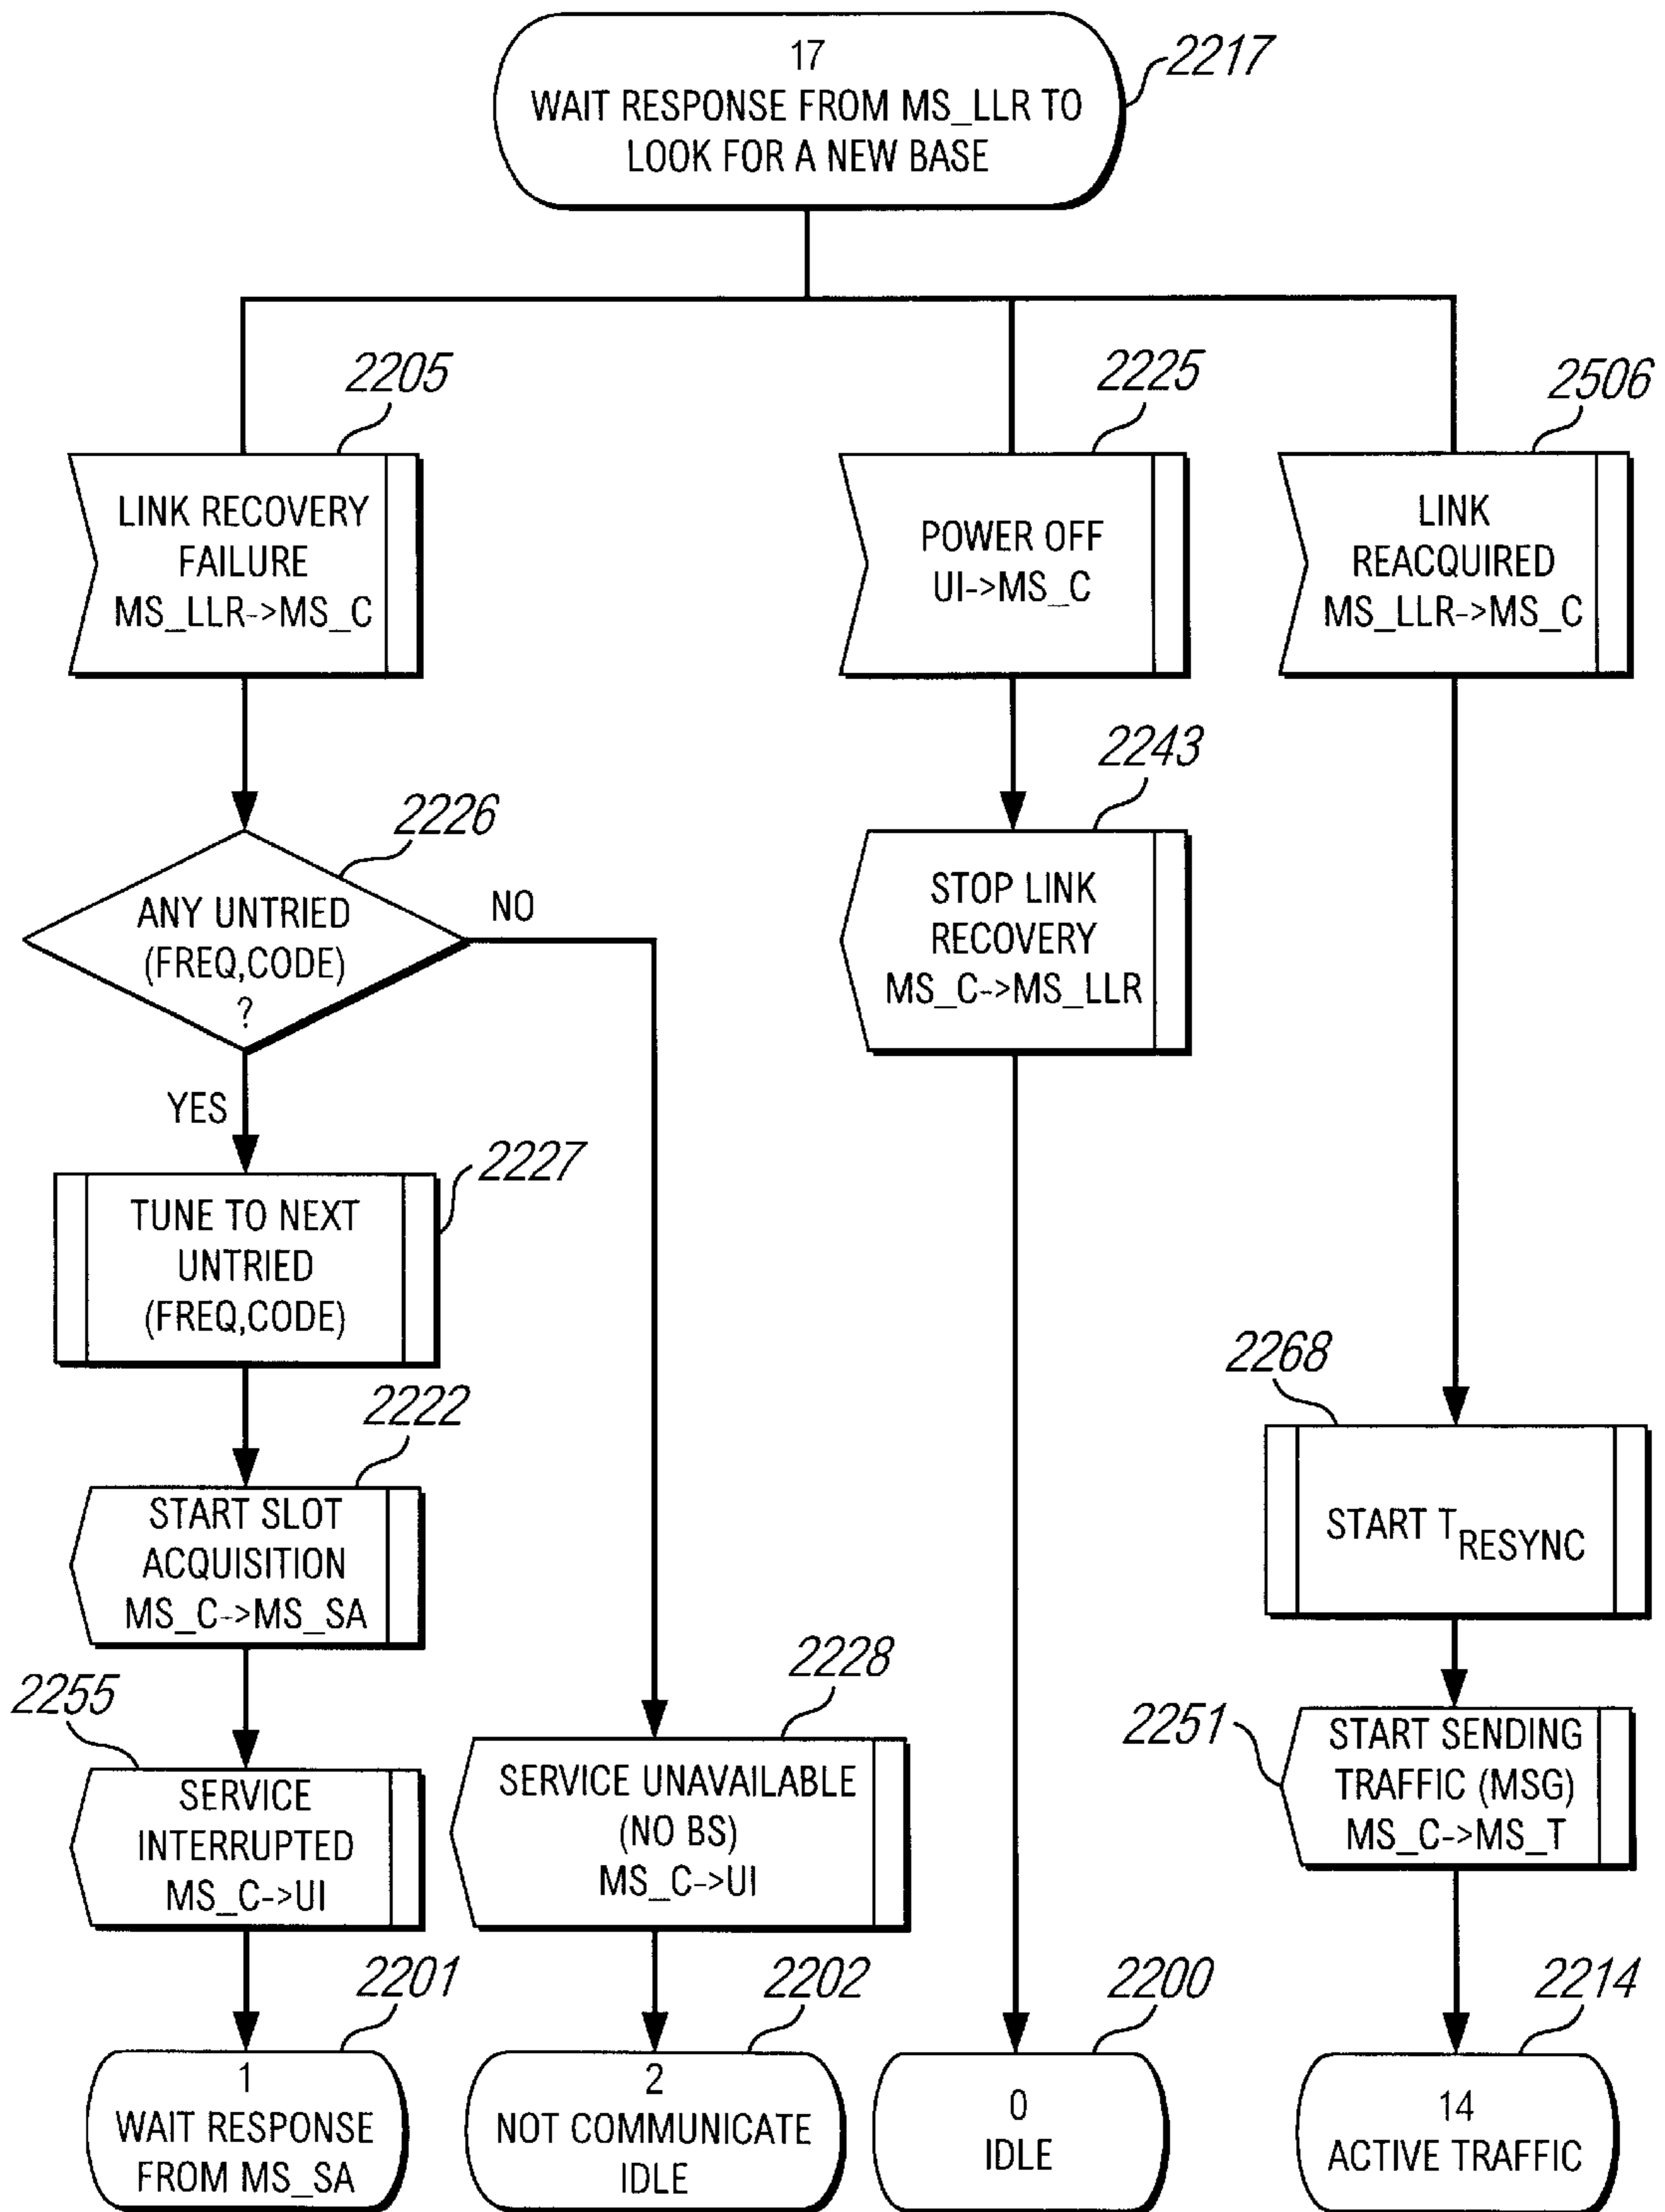 17
WAIT RESPONSE FROM MS_LLR TO
LOOK FOR A NEW BASE
2217
2205
LINK RECOVERY
FAILURE
MS_LLR->MS_C
2225
POWER OFF
UI->MS_C
2506
LINK
REACQUIRED
MS_LLR->MS_C
2226
ANY UNTRIED
(FREQ,CODE)
?
NO
YES
2243
STOP LINK
RECOVERY
MS_C->MS_LLR
2227
TUNE TO NEXT
UNTRIED
(FREQ,CODE)
2222
START SLOT
ACQUISITION
MS_C->MS_SA
2268
START T RESYNC
2255
SERVICE
INTERRUPTED
MS_C->UI
2228
SERVICE UNAVAILABLE
(NO BS)
MS_C->UI
2251
START SENDING
TRAFFIC (MSG)
MS_C->MS_T
2201
1
WAIT RESPONSE
FROM MS_SA
2202
2
NOT COMMUNICATE
IDLE
2200
0
IDLE
2214
14
ACTIVE TRAFFIC